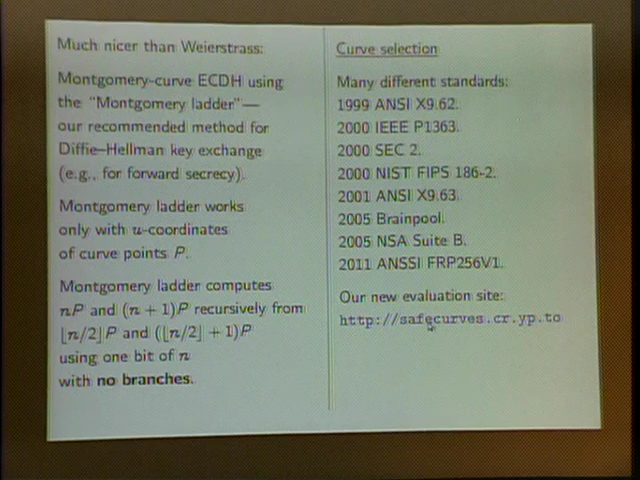 Much nicer than Weierstrass:
Montgomery-curve ECDH using
the "Montgomery ladder"—
our recommended method for
Diffie–Hellman key exchange
(e.g., for forward secrecy).
Montgomery ladder works
only with u-coordinates
of curve points P.
Montgomery ladder computes
nP and (n + 1)P recursively from
⌊n/2⌋P and (⌊n/2⌋ + 1)P
using one bit of n
with no branches.
Curve selection
Many different standards:
1999 ANSI X9.62.
2000 IEEE P1363.
2000 SEC 2.
2000 NIST FIPS 186-2.
2001 ANSI X9.63.
2005 Brainpool.
2005 NSA Suite B.
2011 ANSSI FRP256V1.
Our new evaluation site:
http://safecurves.cr.yp.to